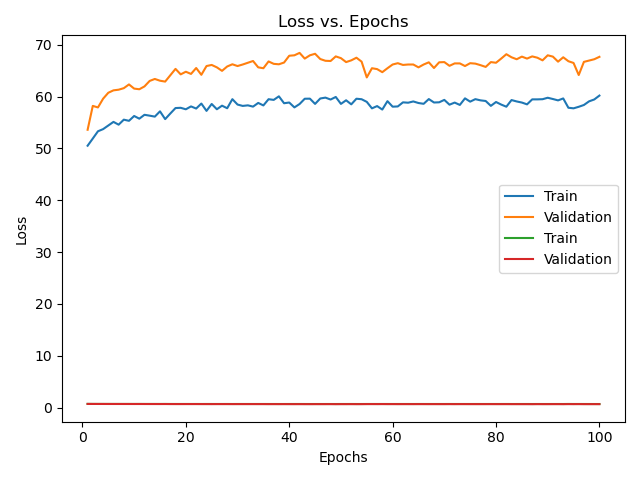 Loss vs. Epochs
70
60
50
40
30
20
10
0
Loss
Train
Validation
Train
Validation
0 20 40 60 80 100
Epochs